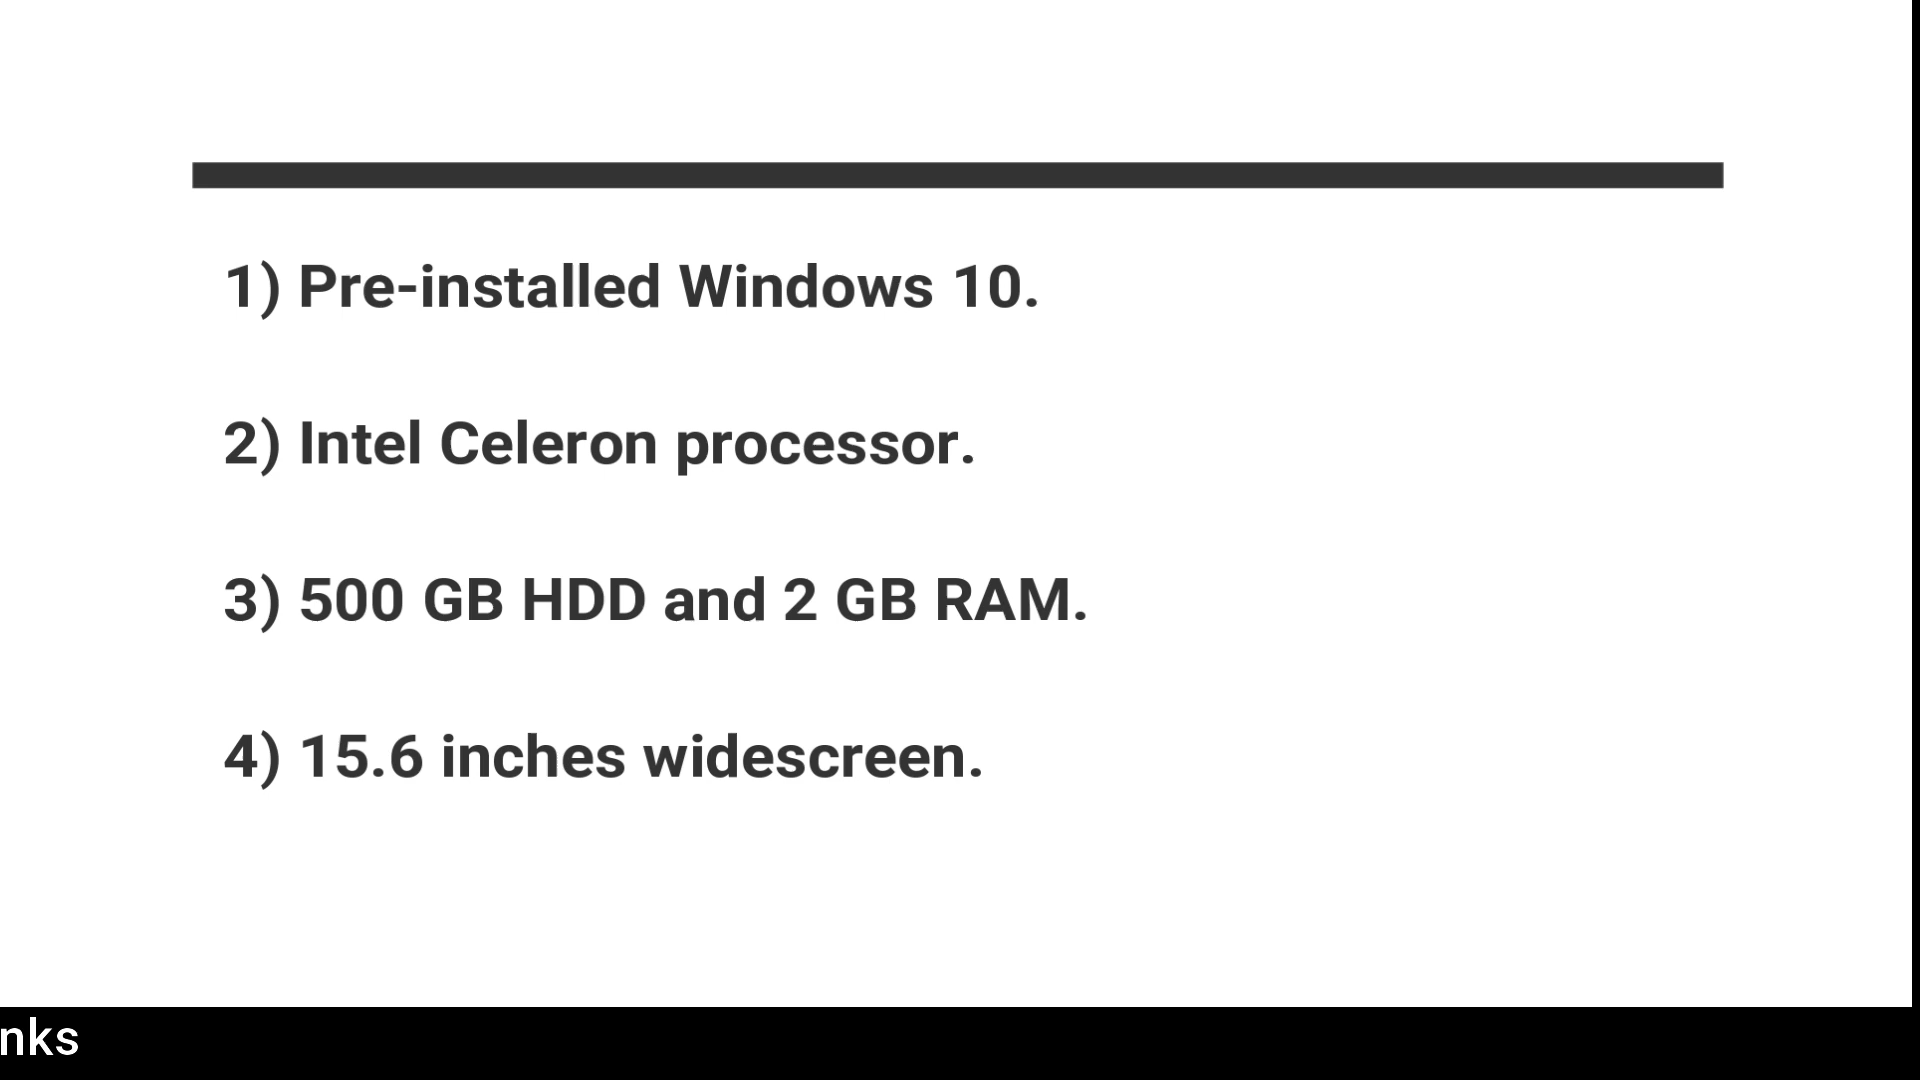 1) Pre-installed Windows 10.
2) Intel Celeron processor.
3) 500 GB HDD and 2 GB RAM.
4) 15.6 inches widescreen.
nks